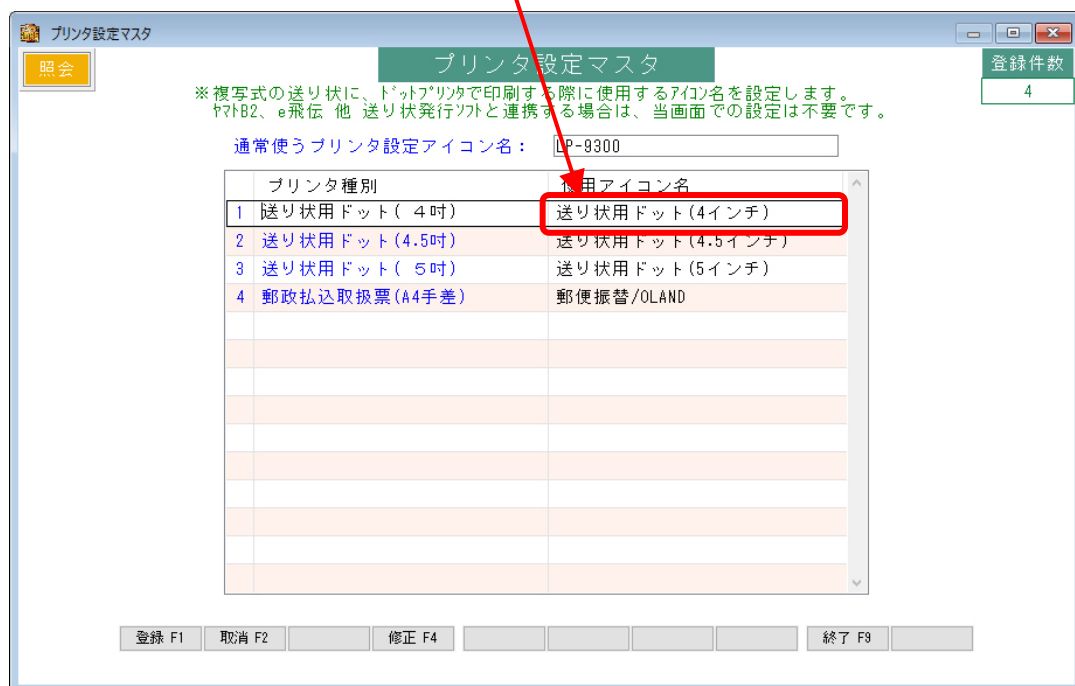 プリンタ設定マスタ
照会
プリンタ設定マスタ
登録件数
4
※複写式の送り状に、ﾄﾞｯﾄﾌﾟﾘﾝﾀで印刷する際に使用するｱｲｺﾝ名を設定します。
ﾔﾏﾄB2、e飛伝 他 送り状発行ｿﾌﾄと連携する場合は、当画面での設定は不要です。
通常使うプリンタ設定アイコン名： LP-9300
プリンタ種別 使用アイコン名
1 送り状用ドット( ４吋) 送り状用ドット(4インチ)
2 送り状用ドット(4.5吋) 送り状用ドット(4.5インチ)
3 送り状用ドット( ５吋) 送り状用ドット(5インチ)
4 郵政払込取扱票(A4手差) 郵便振替/OLAND
登録 F1 取消 F2 修正 F4 終了 F9